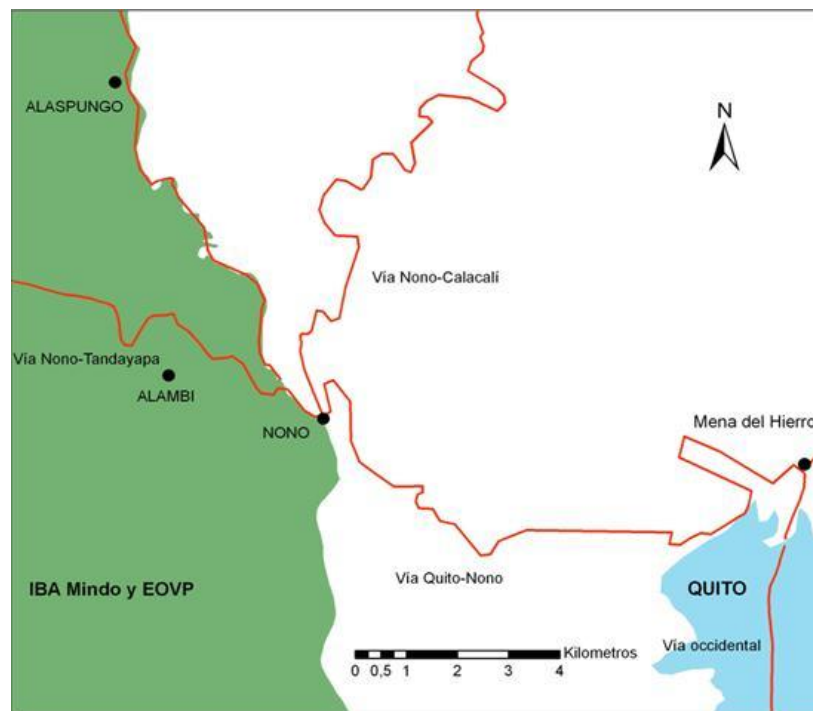 ALASPUNGO
N
Vía Nono-Calacalí
Vía Nono-Tandayapa
ALAMBI
NONO
Mena del Hierro
Vía Quito-Nono
IBA Mindo y EOVP
QUITO
Vía occidental
Kilometros
0 0,5 1 2 3 4